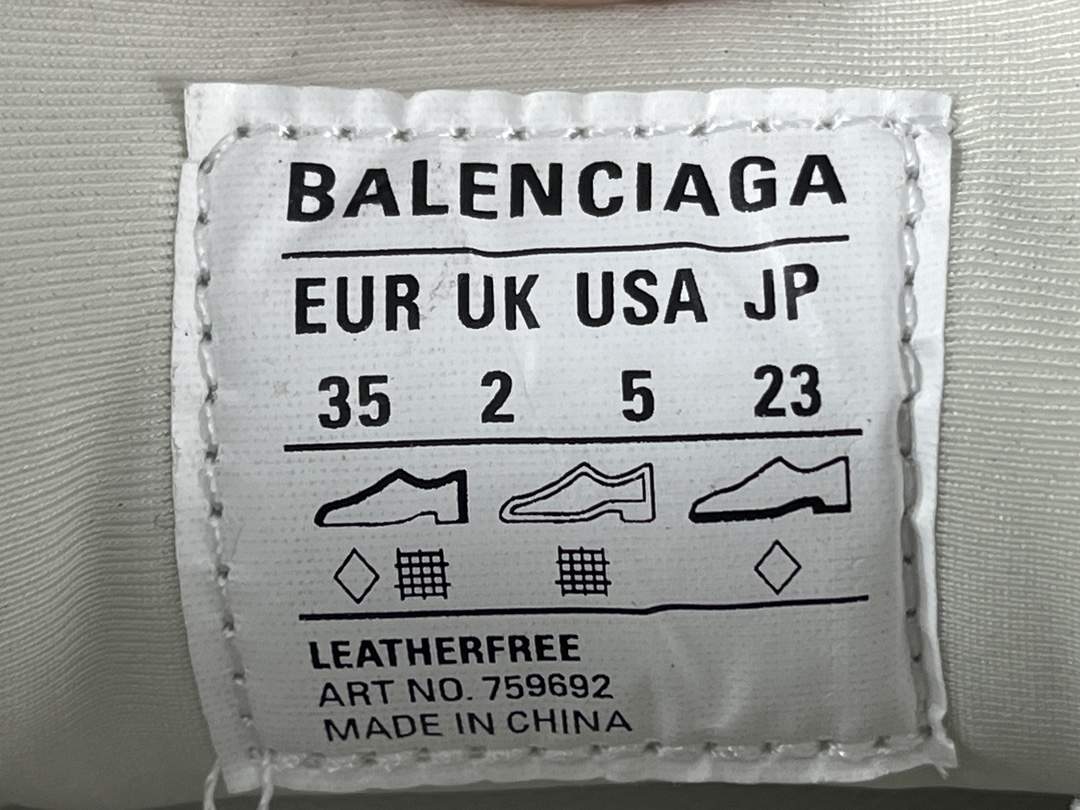 BALENCIAGA
EUR UK USA JP
35 2 5 23
LEATHERFREE
ART NO. 759692
MADE IN CHINA